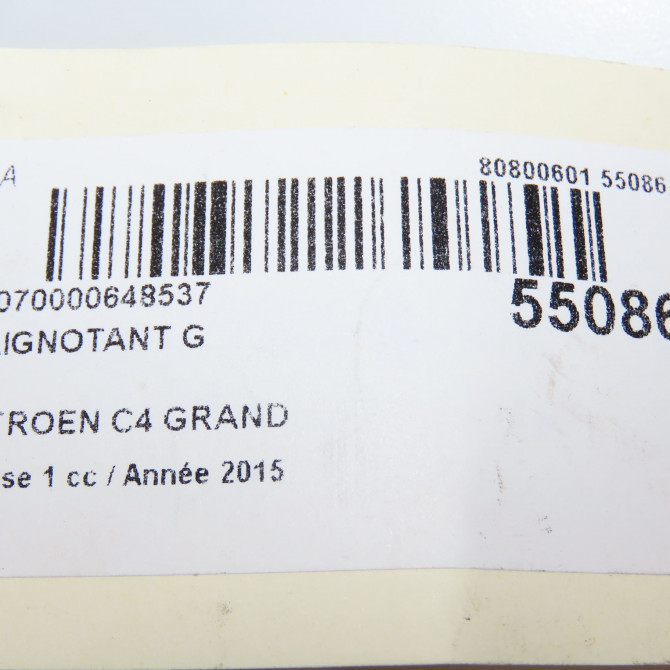 A
80800601 55086
070000648537
55086
IGNOTANT G
TROEN C4 GRAND
se 1 cc / Année 2015